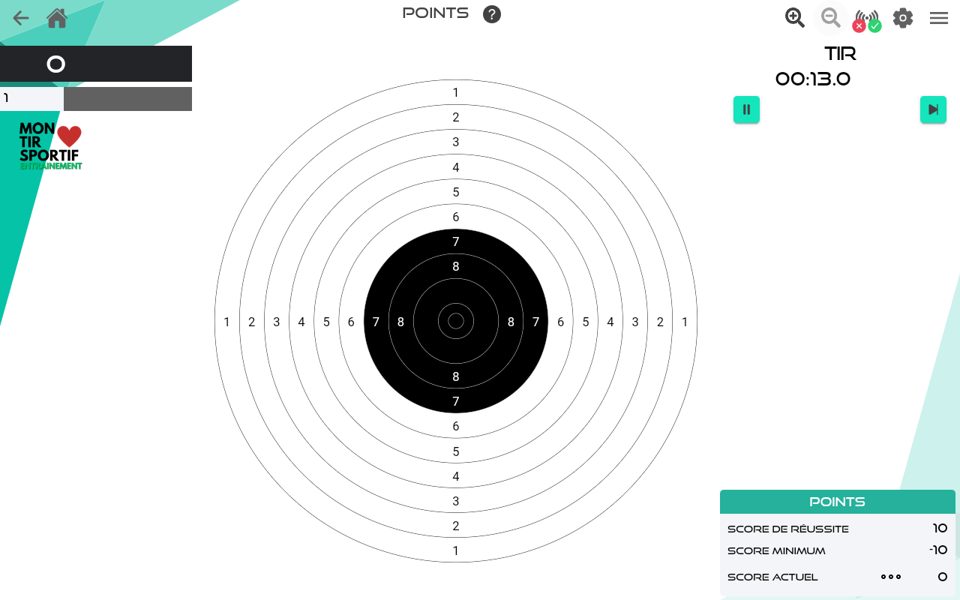 POINTS ?
0
1
MON
TIR
SPORTIF
ENTRAINEMENT
TIR
00:13.0
1
2
3
4
5
6
7
8
1 2 3 4 5 6 7 8 8 7 6 5 4 3 2 1
8
7
6
5
4
3
2
1
POINTS
SCORE DE RÉUSSITE 10
SCORE MINIMUM -10
SCORE ACTUEL 0